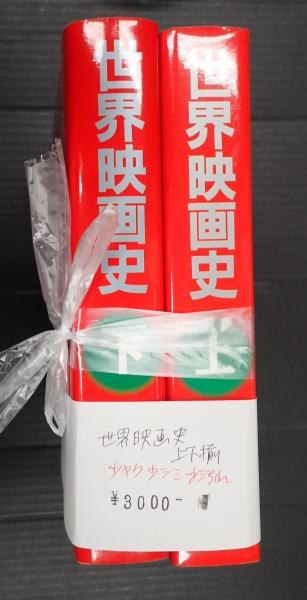 世界映画史
下
世界映画史
上
世界映画史
上下揃
¥3000-